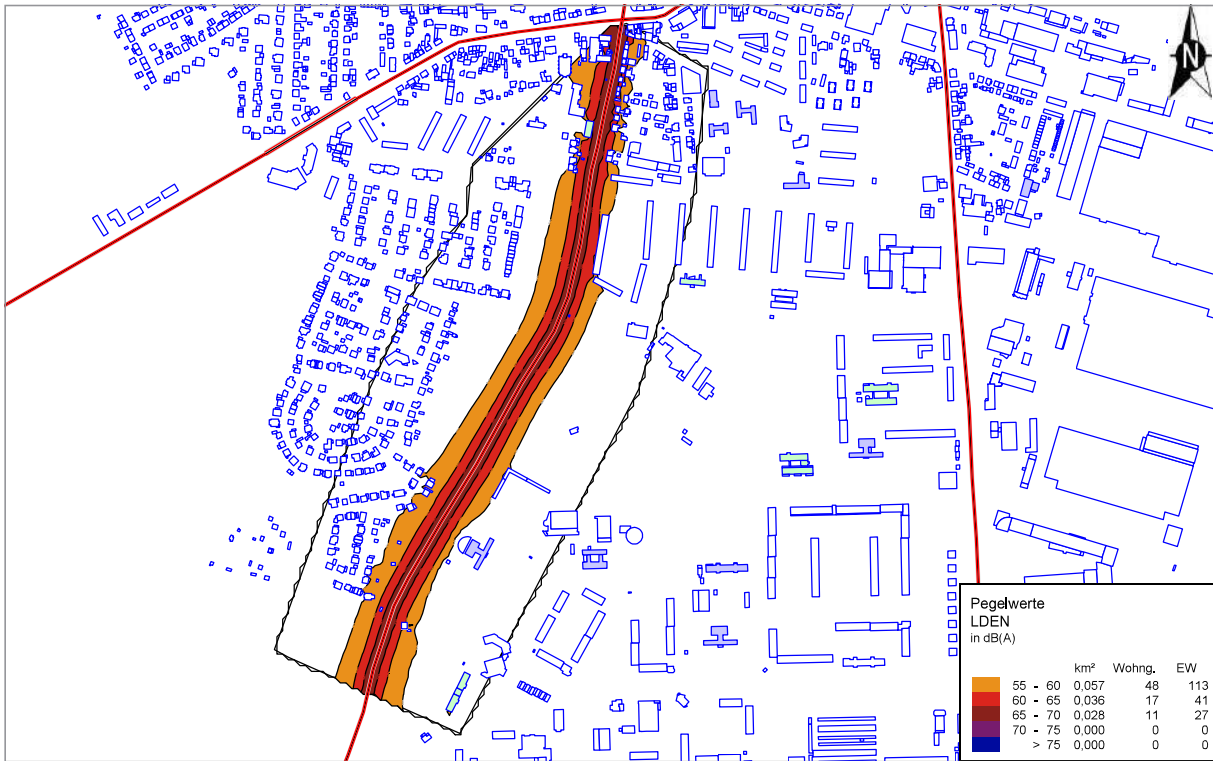 N
Pegelwerte
LDEN
in dB(A)
km² Wohng. EW
55 - 60 0,057 48 113
60 - 65 0,036 17 41
65 - 70 0,028 11 27
70 - 75 0,000 0 0
> 75 0,000 0 0